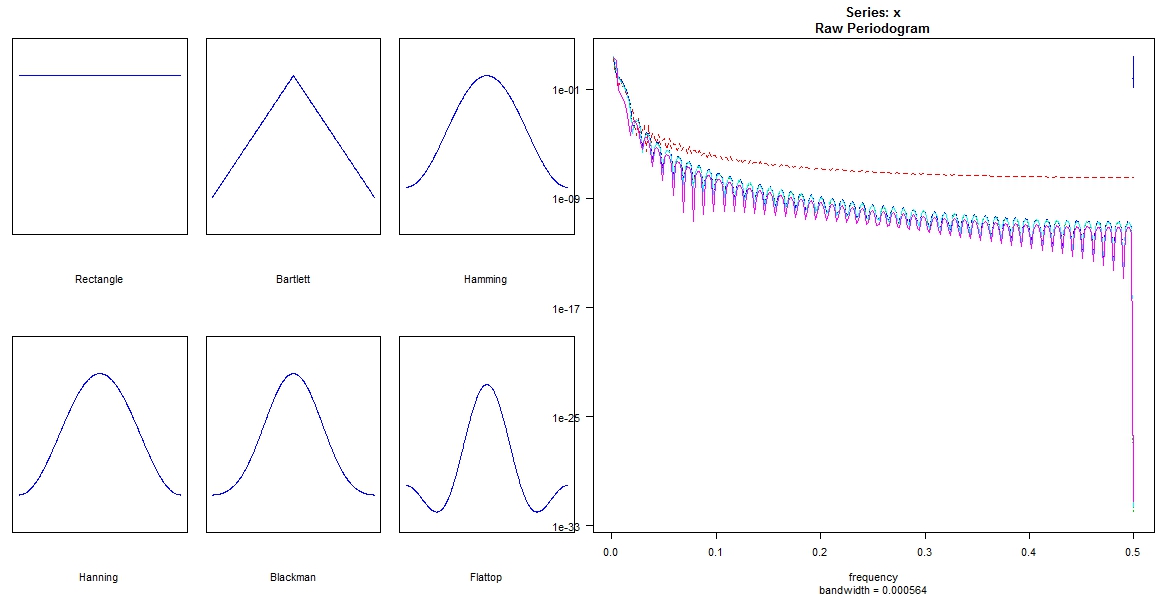 Series: x
Raw Periodogram
Rectangle
Bartlett
Hamming
Hanning
Blackman
Flattop
1e-01
1e-09
1e-17
1e-25
1e-33
0.0 0.1 0.2 0.3 0.4 0.5
frequency
bandwidth = 0.000564